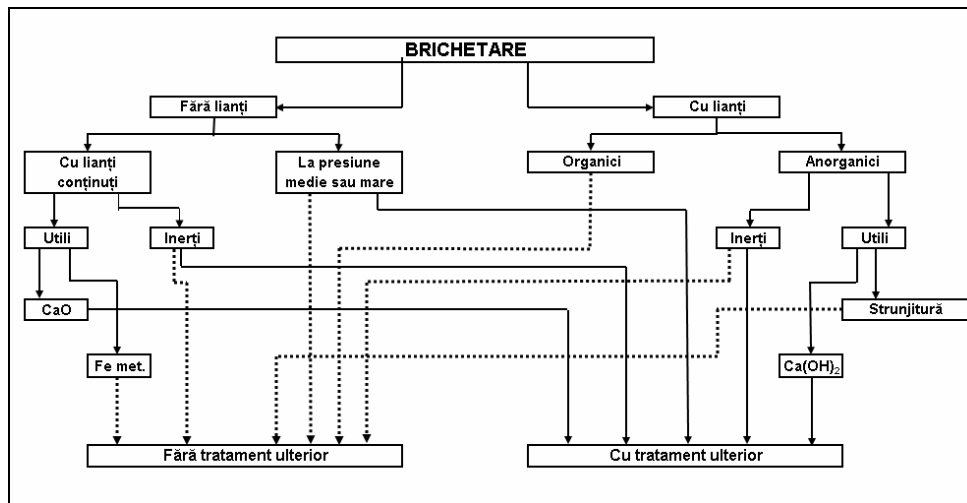 BRICHETARE
Fără lianți
Cu lianți
Cu lianți
conținuți
La presiune
medie sau mare
Organici
Anorganici
Utili
Inerți
Inerți
Utili
CaO
Strunjitură
Fe met.
Ca(OH)₂
Fără tratament ulterior
Cu tratament ulterior